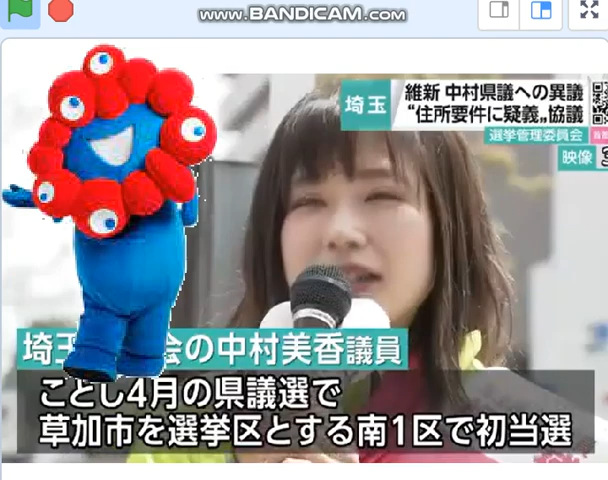 www.BANDICAM.com
埼玉
維新 中村県議への異議
“住所要件に疑義„協議
選挙管理委員会
映像
埼玉 会の中村美香議員
ことし4月の県議選で
草加市を選挙区とする南1区で初当選